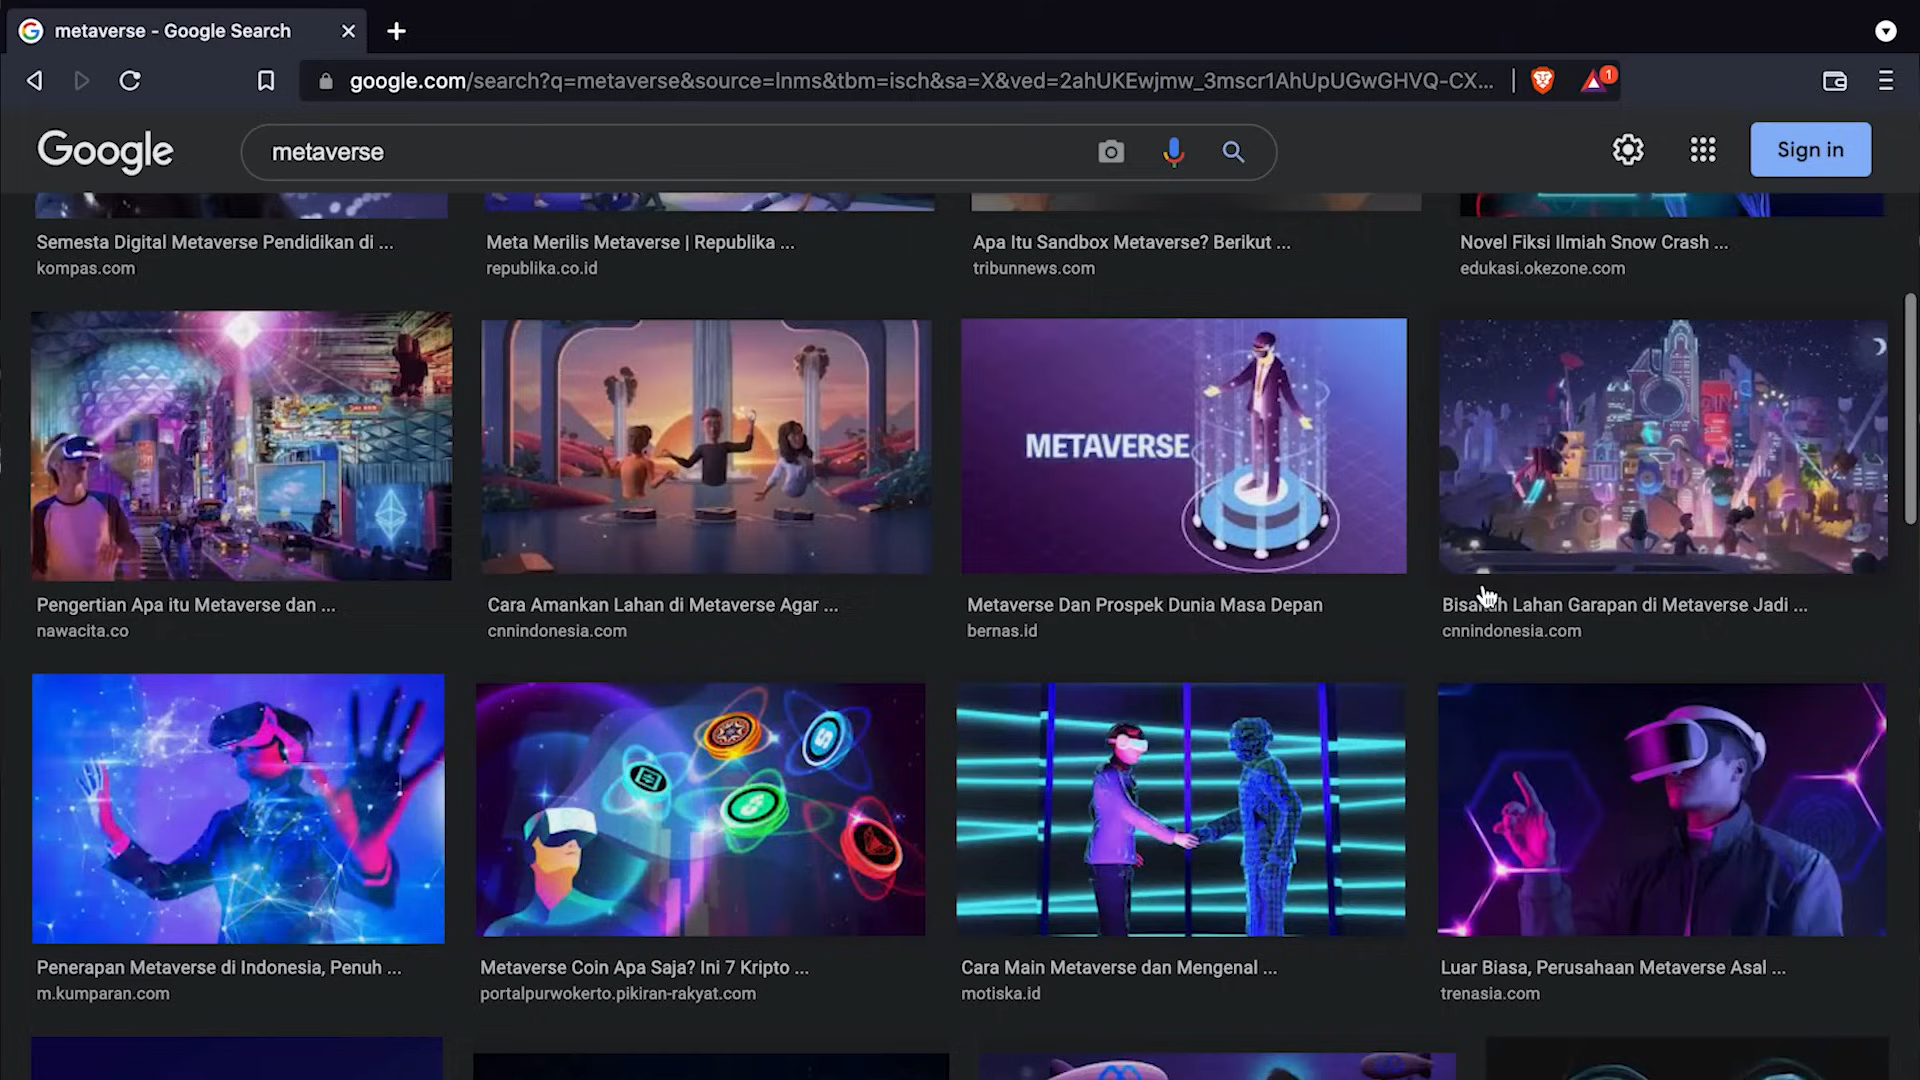 metaverse - Google Search
google.com/search?q=metaverse&source=lnms&tbm=isch&sa=X&ved=2ahUKEwjmw_3mscr1AhUpUGwGHVQ-CX...
1
Google
metaverse
Sign in
Semesta Digital Metaverse Pendidikan di ...
kompas.com
Meta Merilis Metaverse | Republika ...
republika.co.id
Apa Itu Sandbox Metaverse? Berikut ...
tribunnews.com
Novel Fiksi Ilmiah Snow Crash ...
edukasi.okezone.com
METAVERSE
Pengertian Apa itu Metaverse dan ...
nawacita.co
Cara Amankan Lahan di Metaverse Agar ...
cnnindonesia.com
Metaverse Dan Prospek Dunia Masa Depan
bernas.id
Lahan Garapan di Metaverse Jadi ...
cnnindonesia.com
Penerapan Metaverse di Indonesia, Penuh ...
m.kumparan.com
Metaverse Coin Apa Saja? Ini 7 Kripto ...
portalpurwokerto.pikiran-rakyat.com
Cara Main Metaverse dan Mengenal ...
motiska.id
Luar Biasa, Perusahaan Metaverse Asal ...
trenasia.com